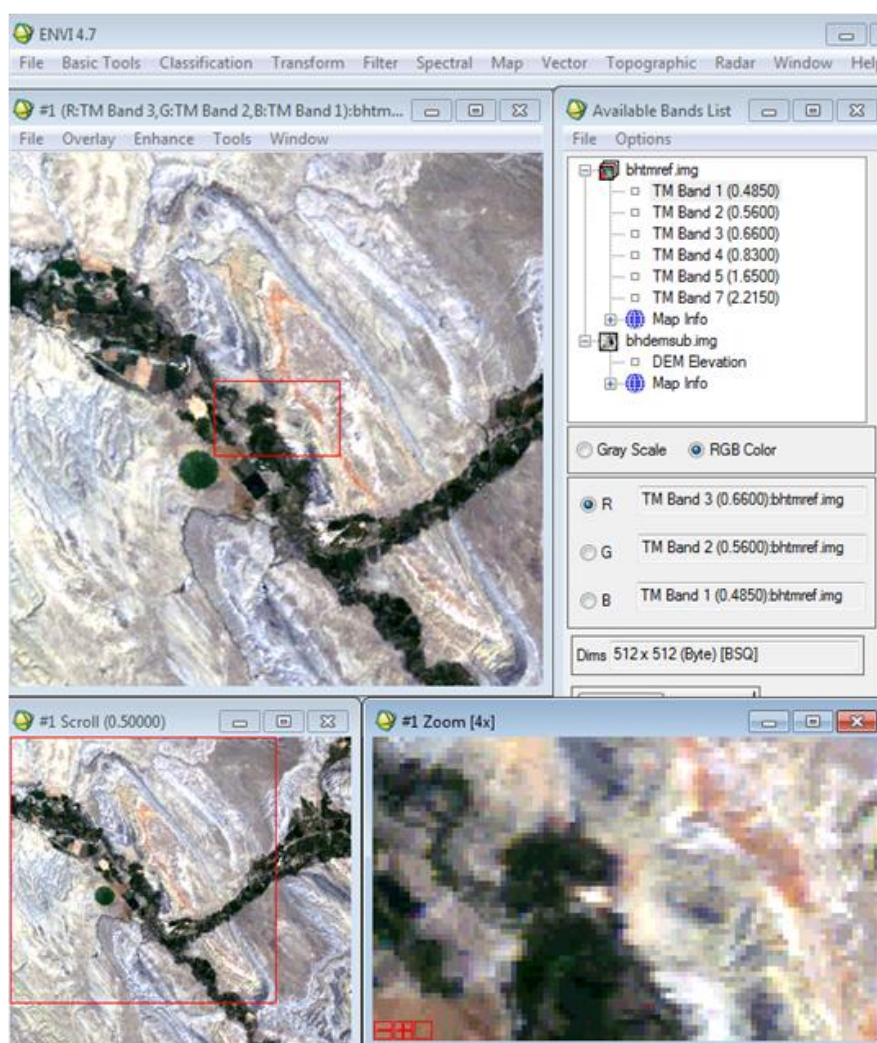 ENVI 4.7
File Basic Tools Classification Transform Filter Spectral Map Vector Topographic Radar Window Help
#1 (R:TM Band 3,G:TM Band 2,B:TM Band 1):bhtm...
File Overlay Enhance Tools Window
Available Bands List
File Options
bhtmref.img
TM Band 1 (0.4850)
TM Band 2 (0.5600)
TM Band 3 (0.6600)
TM Band 4 (0.8300)
TM Band 5 (1.6500)
TM Band 7 (2.2150)
Map Info
bhdemsub.img
DEM Elevation
Map Info
Gray Scale RGB Color
R TM Band 3 (0.6600):bhtmref.img
G TM Band 2 (0.5600):bhtmref.img
B TM Band 1 (0.4850):bhtmref.img
Dims 512 x 512 (Byte) [BSQ]
#1 Scroll (0.50000)
#1 Zoom [4x]